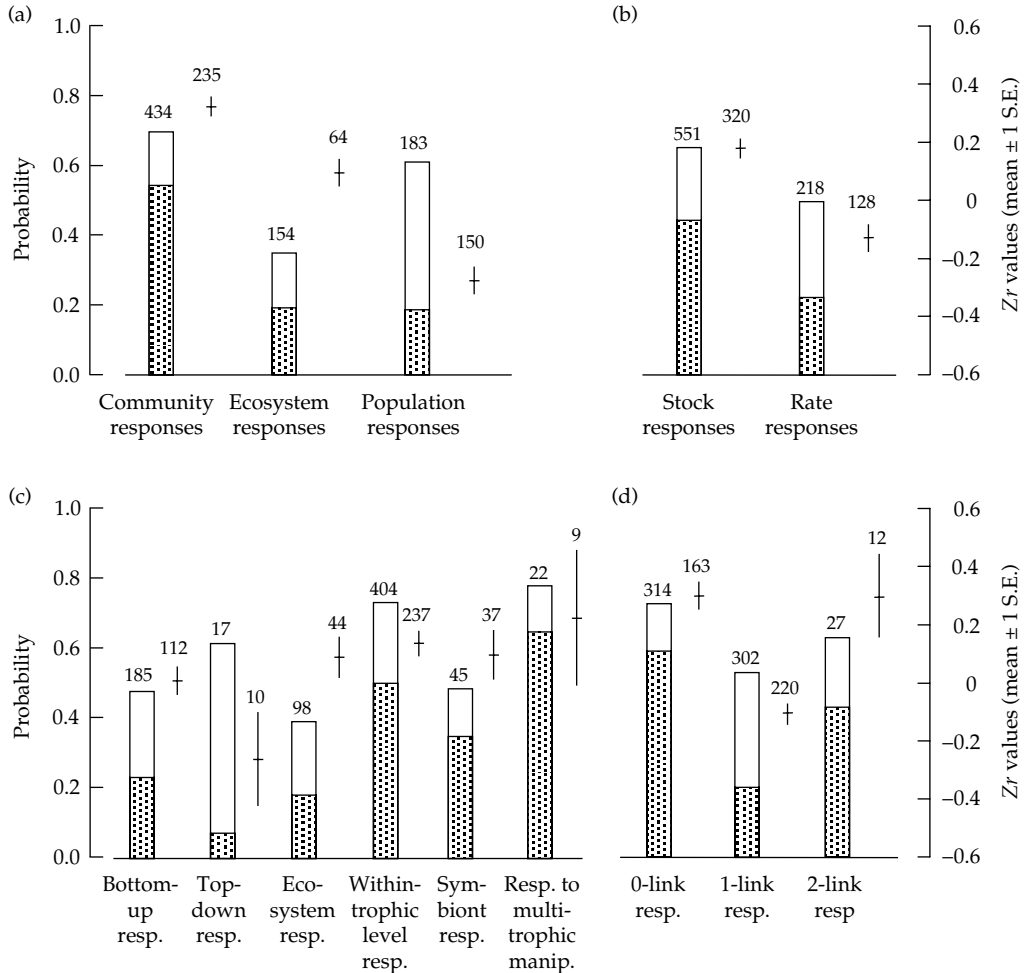 (a)
1.0
0.8
0.6
0.4
0.2
0.0
Probability
434
235
154
64
183
150
Community
responses
Ecosystem
responses
Population
responses
(b)
551
320
218
128
Stock
responses
Rate
responses
0.6
0.4
0.2
0
–0.2
–0.4
–0.6
Zr values (mean ± 1 S.E.)
(c)
1.0
0.8
0.6
0.4
0.2
0.0
Probability
185
112
17
10
98
44
404
237
45
37
22
9
Bottom-
up
resp.
Top-
down
resp.
Eco-
system
resp.
Within-
trophic
level
resp.
Sym-
biont
resp.
Resp. to
multi-
trophic
manip.
(d)
314
163
302
220
27
12
0-link
resp.
1-link
resp.
2-link
resp
0.6
0.4
0.2
0
–0.2
–0.4
–0.6
Zr values (mean ± 1 S.E.)